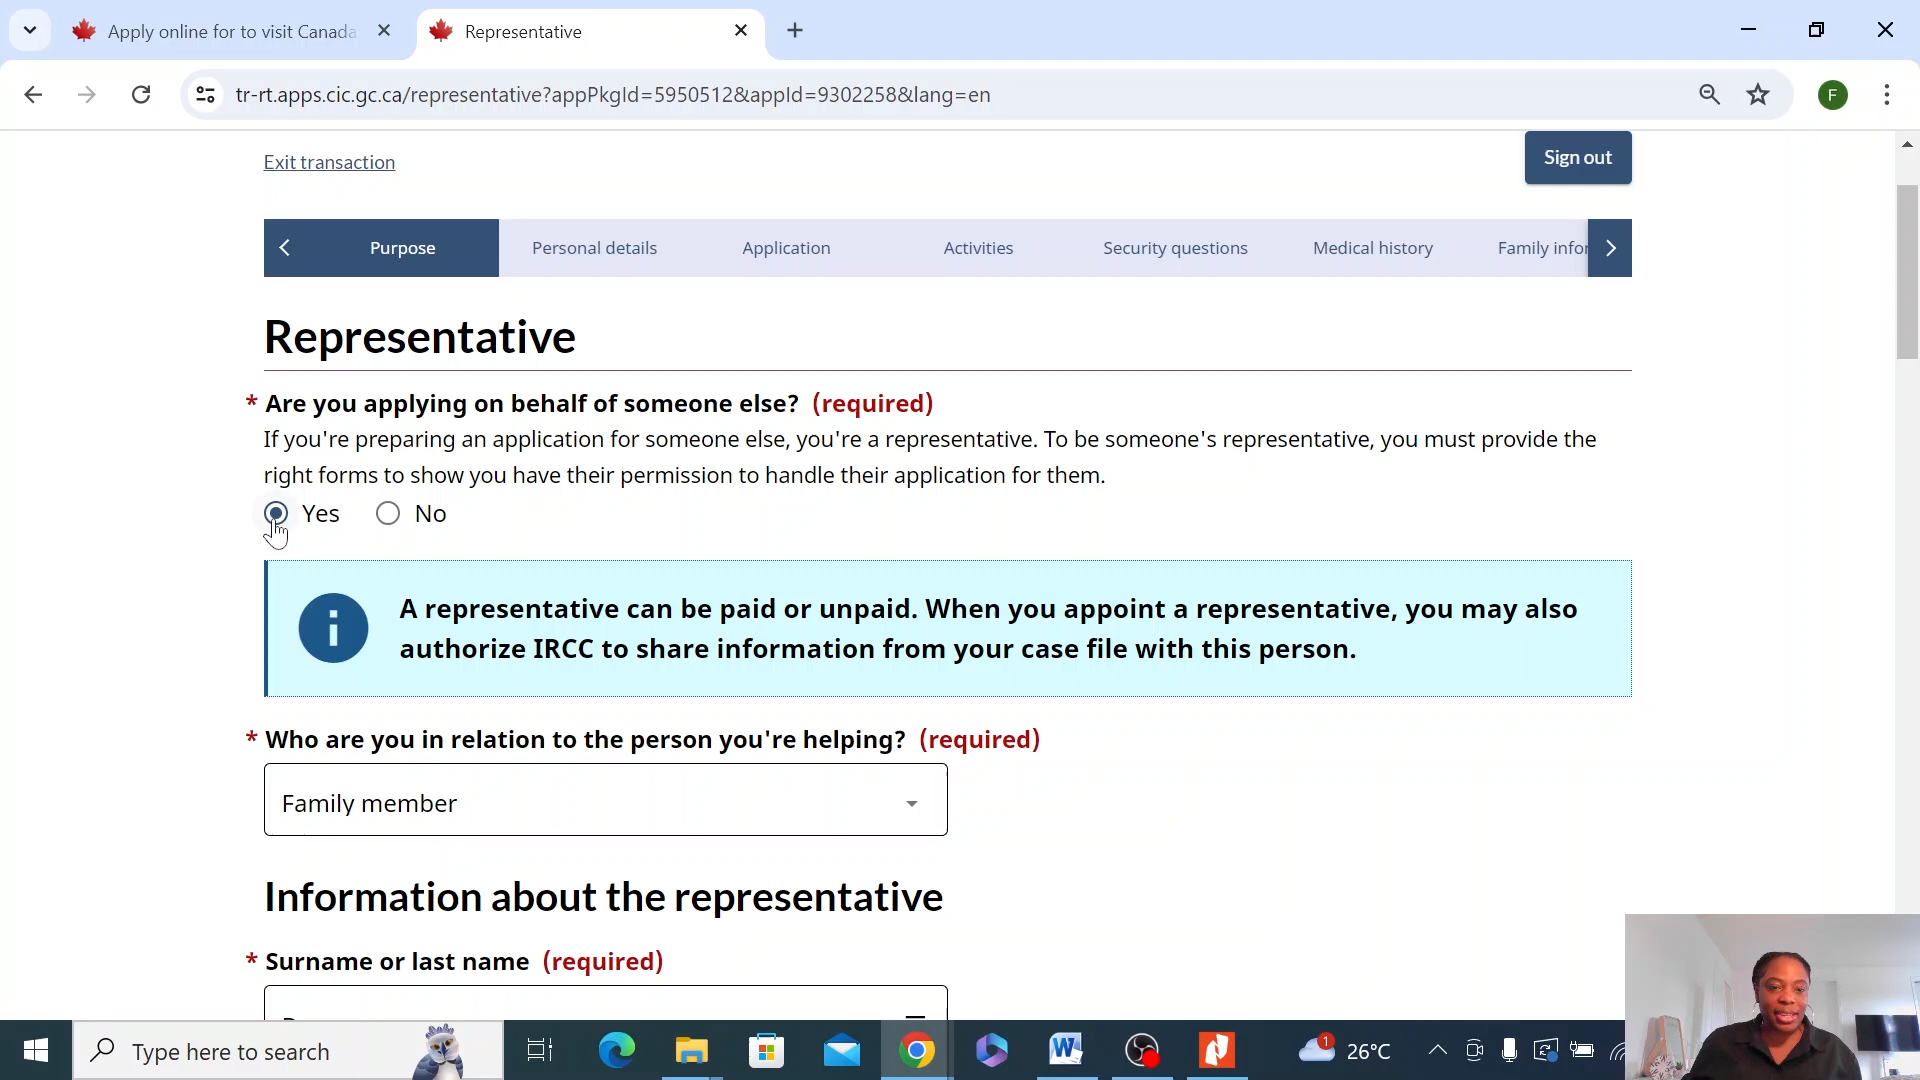 Apply online for to visit Canada
Representative
tr-rt.apps.cic.gc.ca/representative?appPkgId=5950512&appId=9302258&lang=en
F
Exit transaction
Sign out
Purpose
Personal details
Application
Activities
Security questions
Medical history
Family infor
Representative
* Are you applying on behalf of someone else? (required)
If you're preparing an application for someone else, you're a representative. To be someone's representative, you must provide the
right forms to show you have their permission to handle their application for them.
Yes No
i
A representative can be paid or unpaid. When you appoint a representative, you may also
authorize IRCC to share information from your case file with this person.
* Who are you in relation to the person you're helping? (required)
Family member
Information about the representative
* Surname or last name (required)
Type here to search
W
1
26°C